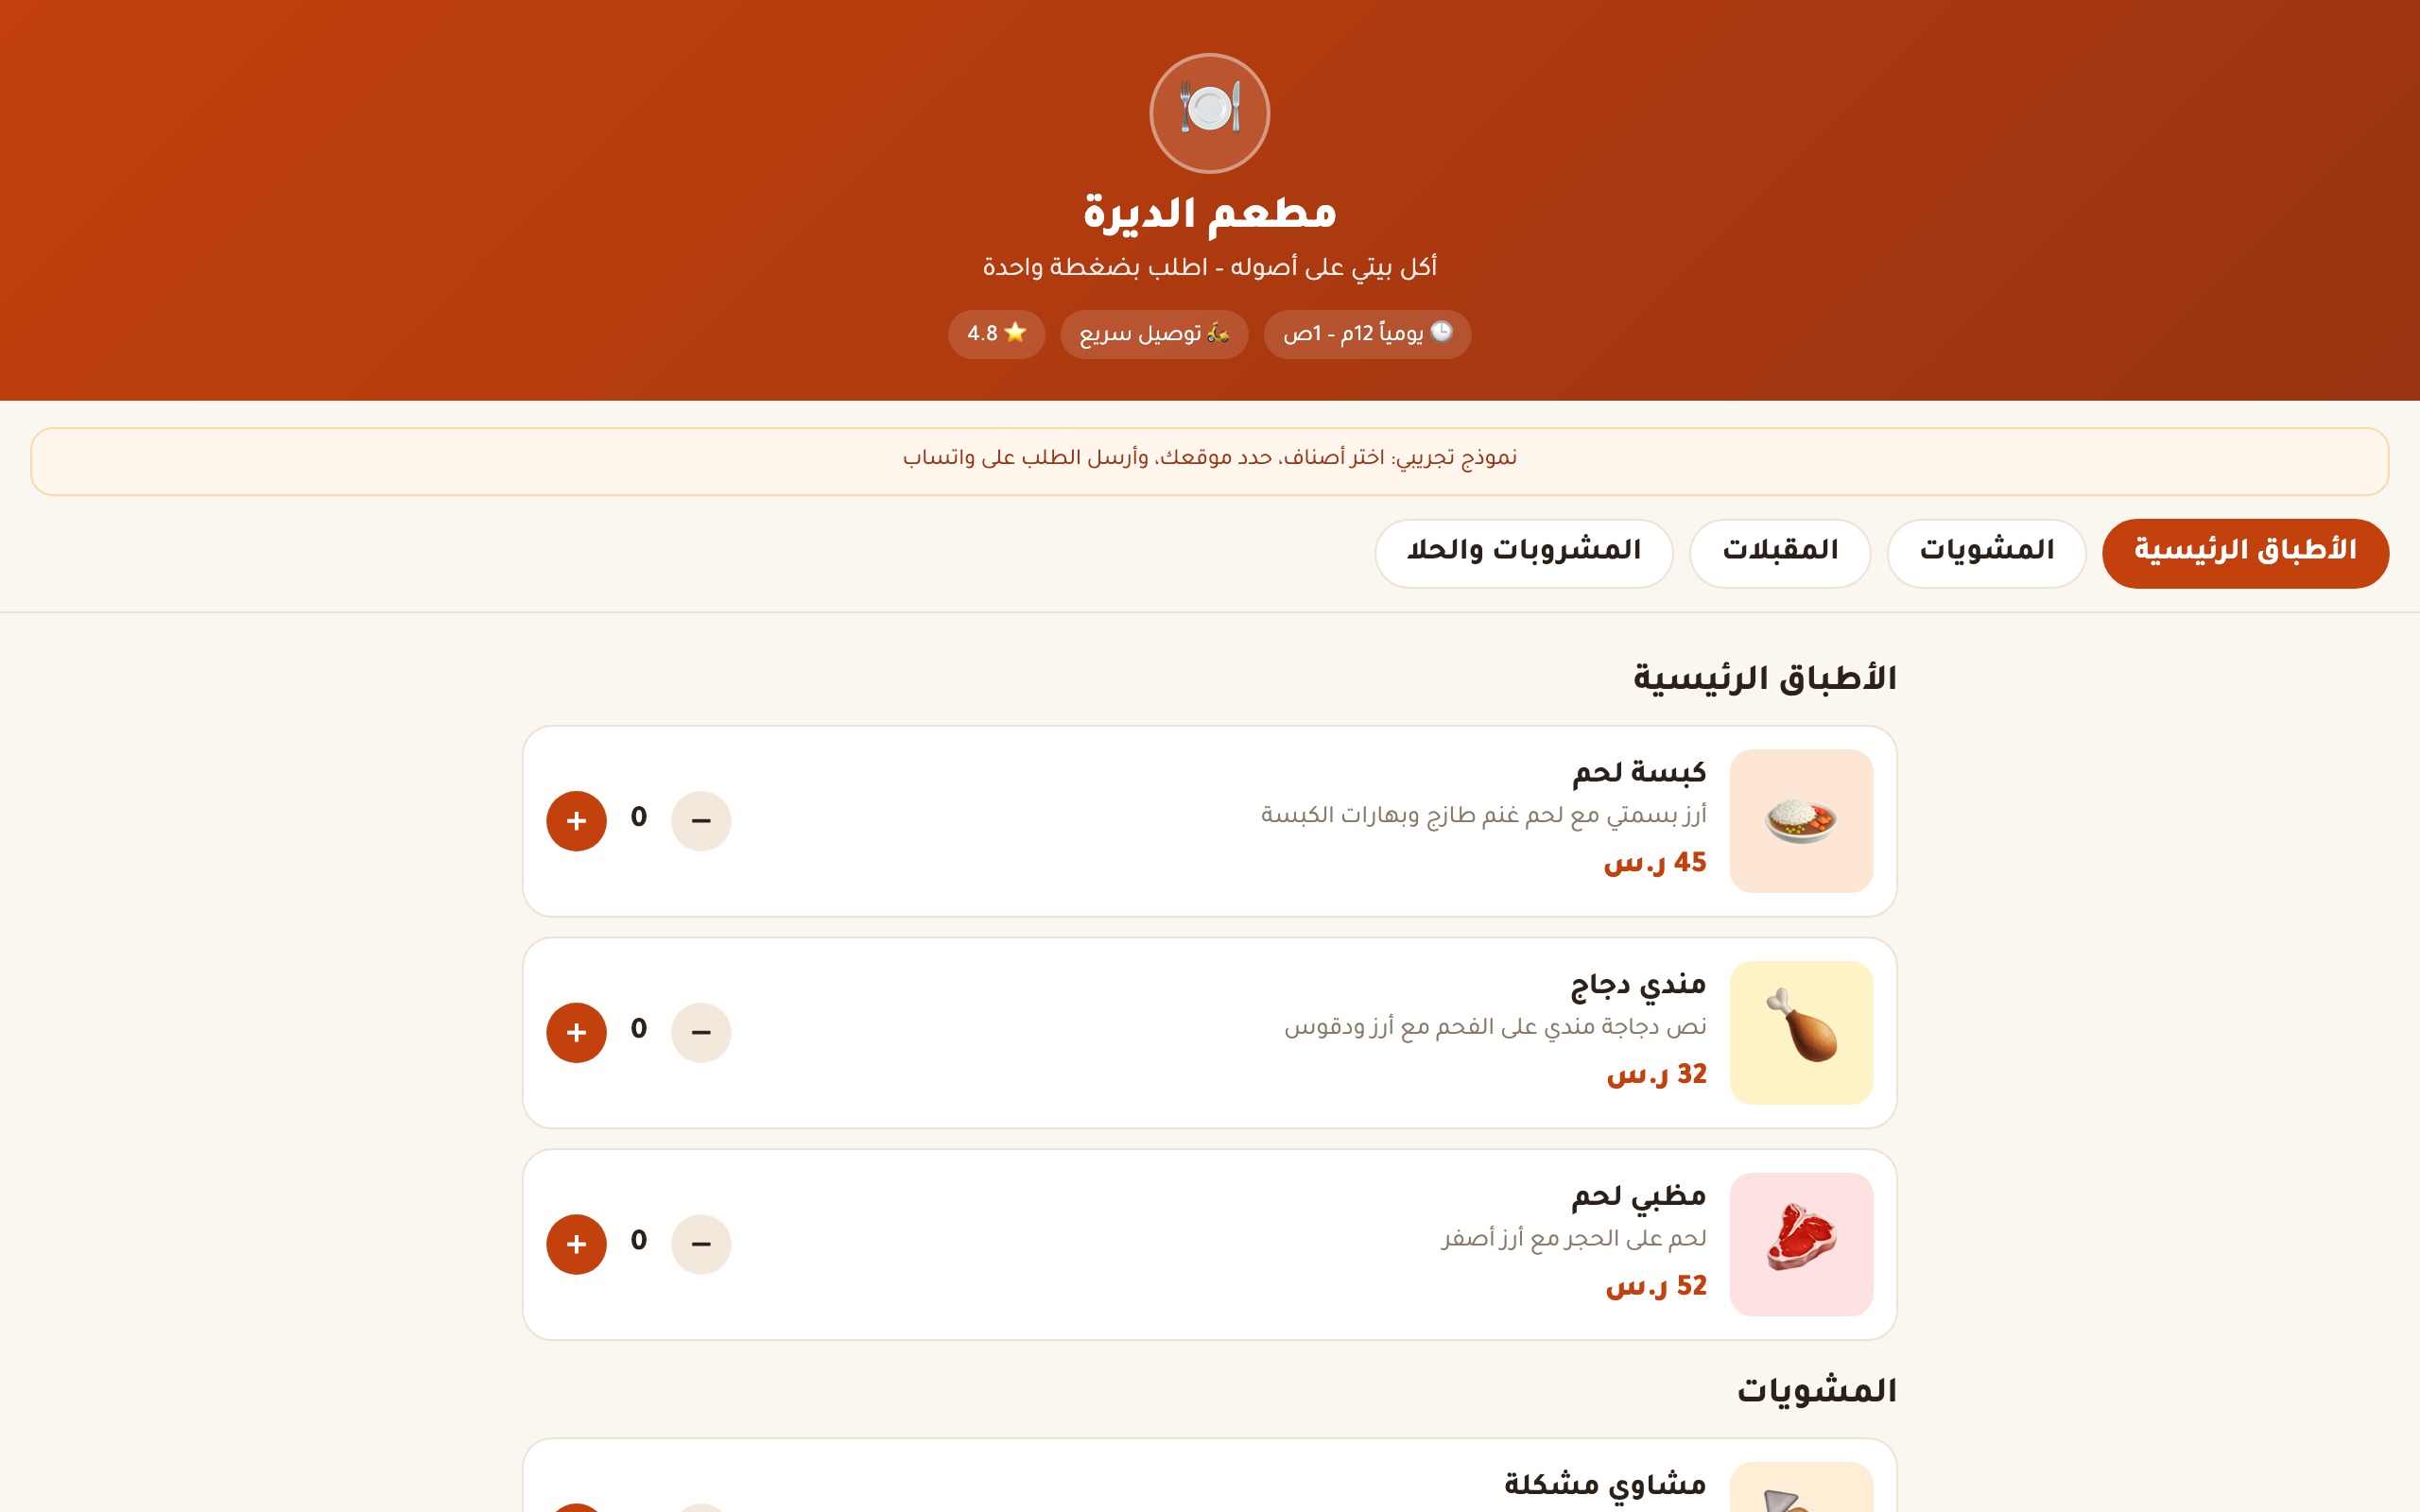 مطعم الديرة
أكل بيتي على أصوله - اطلب بضغطة واحدة
🕒 يومياً 12م - 1ص
🛵 توصيل سريع
⭐ 4.8
نموذج تجريبي: اختر أصناف، حدد موقعك، وأرسل الطلب على واتساب
الأطباق الرئيسية
المشويات
المقبلات
المشروبات والحلا
الأطباق الرئيسية
كبسة لحم
أرز بسمتي مع لحم غنم طازج وبهارات الكبسة
45 ر.س
− 0 +
مندي دجاج
نص دجاجة مندي على الفحم مع أرز ودقوس
32 ر.س
− 0 +
مظبي لحم
لحم على الحجر مع أرز أصفر
52 ر.س
− 0 +
المشويات
مشاوي مشكلة